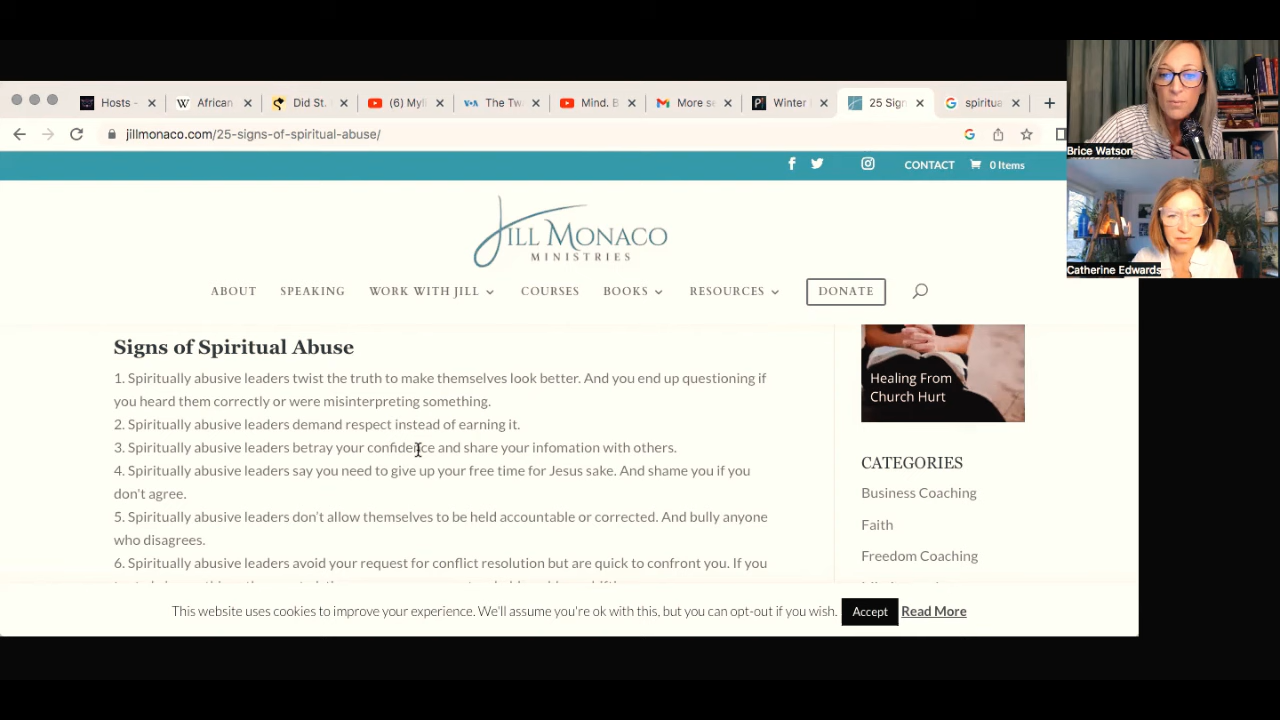 Hosts -
African
Did St.
(6) Myli
The Twa
Mind. B
More se
Winter |
25 Sign
spiritua
jillmonaco.com/25-signs-of-spiritual-abuse/
CONTACT
0 Items
JILL MONACO
MINISTRIES
ABOUT
SPEAKING
WORK WITH JILL
COURSES
BOOKS
RESOURCES
DONATE
Signs of Spiritual Abuse
1. Spiritually abusive leaders twist the truth to make themselves look better. And you end up questioning if
you heard them correctly or were misinterpreting something.
2. Spiritually abusive leaders demand respect instead of earning it.
3. Spiritually abusive leaders betray your confidence and share your infomation with others.
4. Spiritually abusive leaders say you need to give up your free time for Jesus sake. And shame you if you
don't agree.
5. Spiritually abusive leaders don't allow themselves to be held accountable or corrected. And bully anyone
who disagrees.
6. Spiritually abusive leaders avoid your request for conflict resolution but are quick to confront you. If you
Healing From
Church Hurt
CATEGORIES
Business Coaching
Faith
Freedom Coaching
This website uses cookies to improve your experience. We'll assume you're ok with this, but you can opt-out if you wish.
Accept
Read More
Brice Watson
Catherine Edwards